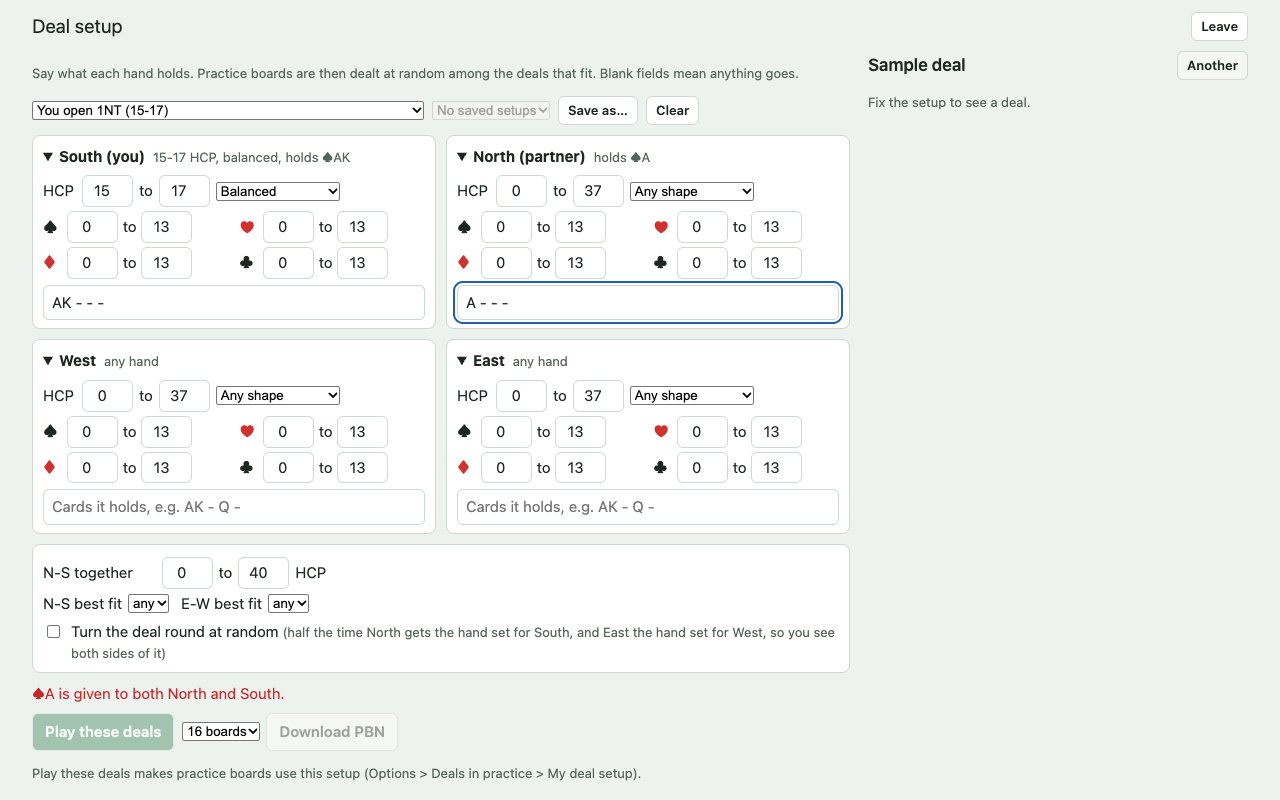 Deal setup
Leave
Say what each hand holds. Practice boards are then dealt at random among the deals that fit. Blank fields mean anything goes.
Sample deal
Another
Fix the setup to see a deal.
You open 1NT (15-17)
No saved setups
Save as...
Clear
▼ South (you) 15-17 HCP, balanced, holds ♠AK
HCP 15 to 17 Balanced
♠ 0 to 13 ♥ 0 to 13
♦ 0 to 13 ♣ 0 to 13
AK - - -
▼ North (partner) holds ♠A
HCP 0 to 37 Any shape
♠ 0 to 13 ♥ 0 to 13
♦ 0 to 13 ♣ 0 to 13
A - - -
▼ West any hand
HCP 0 to 37 Any shape
♠ 0 to 13 ♥ 0 to 13
♦ 0 to 13 ♣ 0 to 13
Cards it holds, e.g. AK - Q -
▼ East any hand
HCP 0 to 37 Any shape
♠ 0 to 13 ♥ 0 to 13
♦ 0 to 13 ♣ 0 to 13
Cards it holds, e.g. AK - Q -
N-S together 0 to 40 HCP
N-S best fit any E-W best fit any
Turn the deal round at random (half the time North gets the hand set for South, and East the hand set for West, so you see
both sides of it)
♠A is given to both North and South.
Play these deals
16 boards
Download PBN
Play these deals makes practice boards use this setup (Options > Deals in practice > My deal setup).